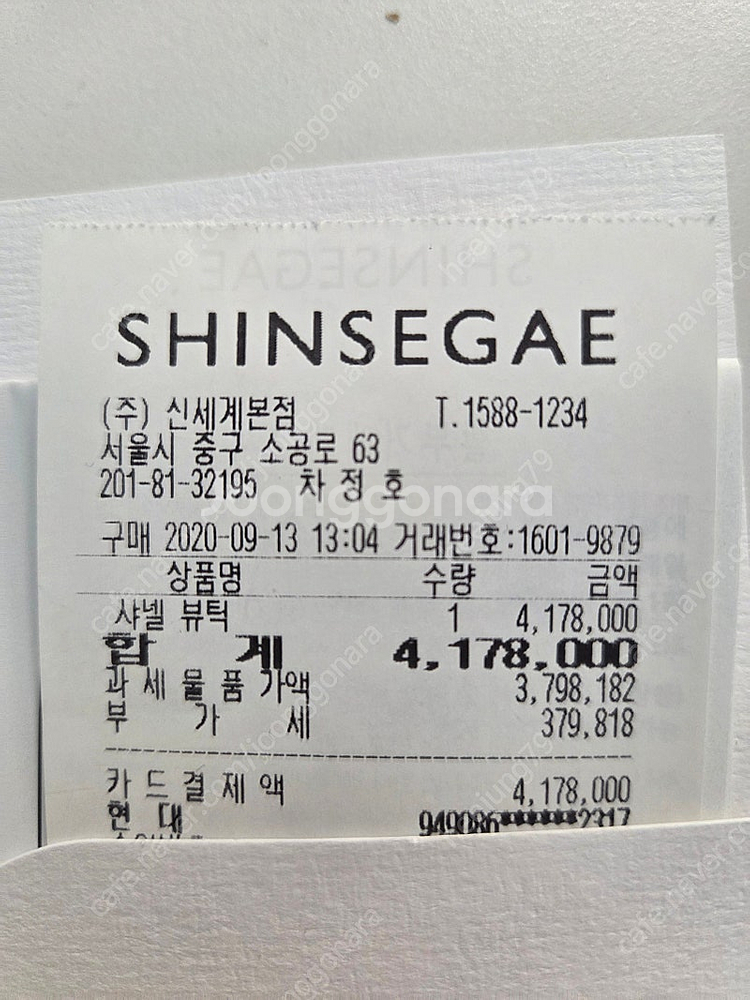 SHINSEGAE
(주) 신세계본점 T.1588-1234
서울시 중구 소공로 63
201-81-32195 차 정 호
joonggonara
구매 2020-09-13 13:04 거래번호:1601-9879
상품명 수량 금액
샤넬 뷰틱 1 4,178,000
합 계 4,178,000
과 세 물 품 가액 3,798,182
부 가 세 379,818
카 드 결 제 액 4,178,000
현 대 949086******2317